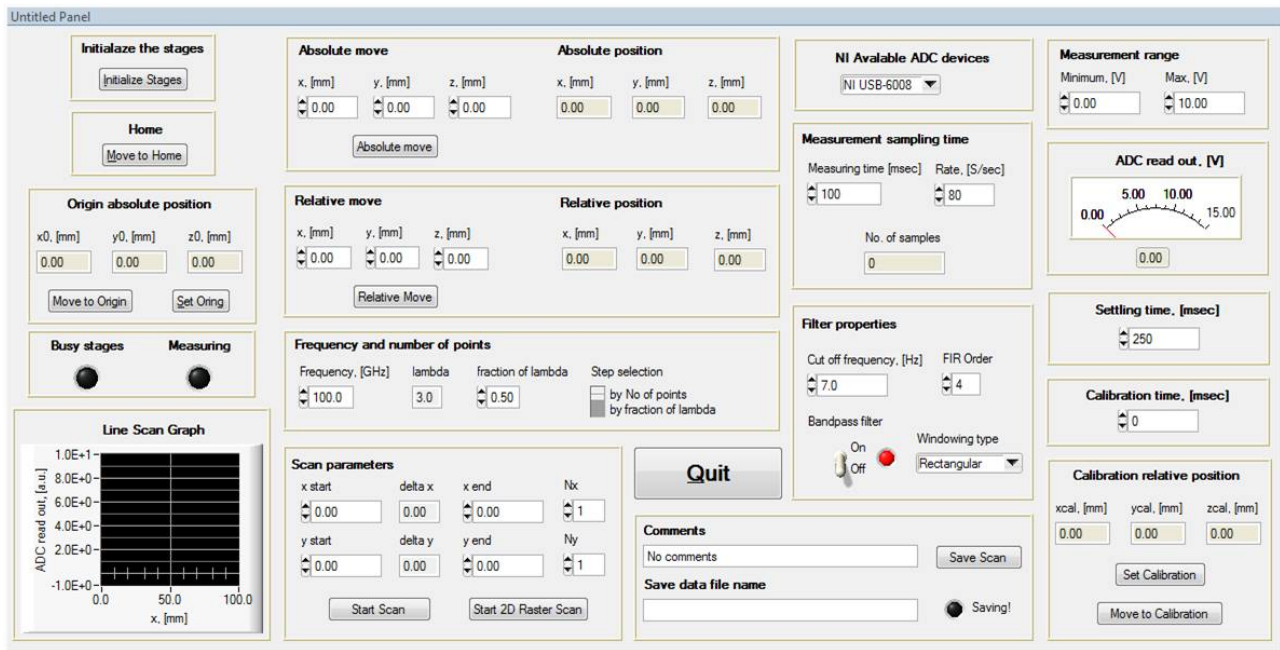 Untitled Panel
Initialaze the stages
Initialize Stages
Home
Move to Home
Origin absolute position
x0, [mm] y0, [mm] z0, [mm]
0.00 0.00 0.00
Move to Origin Set Oring
Busy stages Measuring
Line Scan Graph
ADC read out, [a.u.]
1.0E+1
8.0E+0
6.0E+0
4.0E+0
2.0E+0
-1.0E+0
0.0 50.0 100.0
x, [mm]
Absolute move Absolute position
x, [mm] y, [mm] z, [mm] x, [mm] y, [mm] z, [mm]
0.00 0.00 0.00 0.00 0.00 0.00
Absolute move
Relative move Relative position
x, [mm] y, [mm] z, [mm] x, [mm] y, [mm] z, [mm]
0.00 0.00 0.00 0.00 0.00 0.00
Relative Move
Frequency and number of points
Frequency, [GHz] lambda fraction of lambda Step selection
100.0 3.0 0.50 by No of points
by fraction of lambda
Scan parameters
x start delta x x end Nx
0.00 0.00 0.00 1
y start delta y y end Ny
0.00 0.00 0.00 1
Start Scan Start 2D Raster Scan
Quit
Comments
No comments Save Scan
Save data file name
Saving!
NI Avalable ADC devices
NI USB-6008
Measurement sampling time
Measuring time [msec] Rate, [S/sec]
100 80
No. of samples
0
Filter properties
Cut off frequency, [Hz] FIR Order
7.0 4
Bandpass filter
On
Off
Windowing type
Rectangular
Measurement range
Minimum, [V] Max, [V]
0.00 10.00
ADC read out, [V]
0.00 5.00 10.00 15.00
0.00
Settling time, [msec]
250
Calibration time, [msec]
0
Calibration relative position
xcal, [mm] ycal, [mm] zcal, [mm]
0.00 0.00 0.00
Set Calibration
Move to Calibration